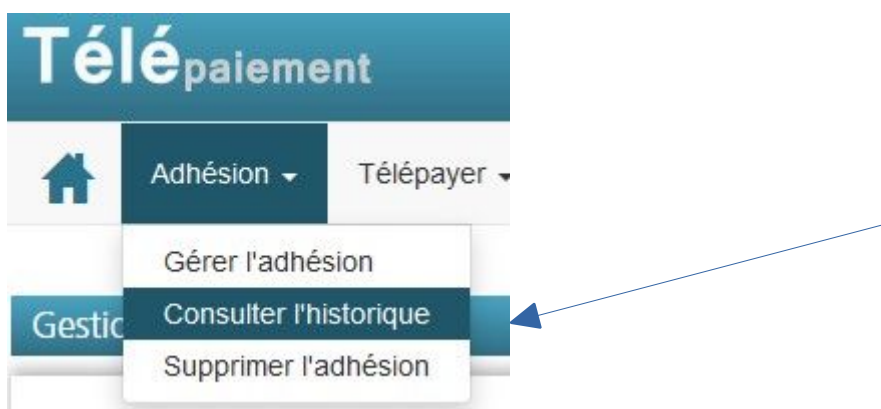 Télépaiement
Adhésion Télépayer
Gérer l'adhésion
Consulter l'historique
Supprimer l'adhésion